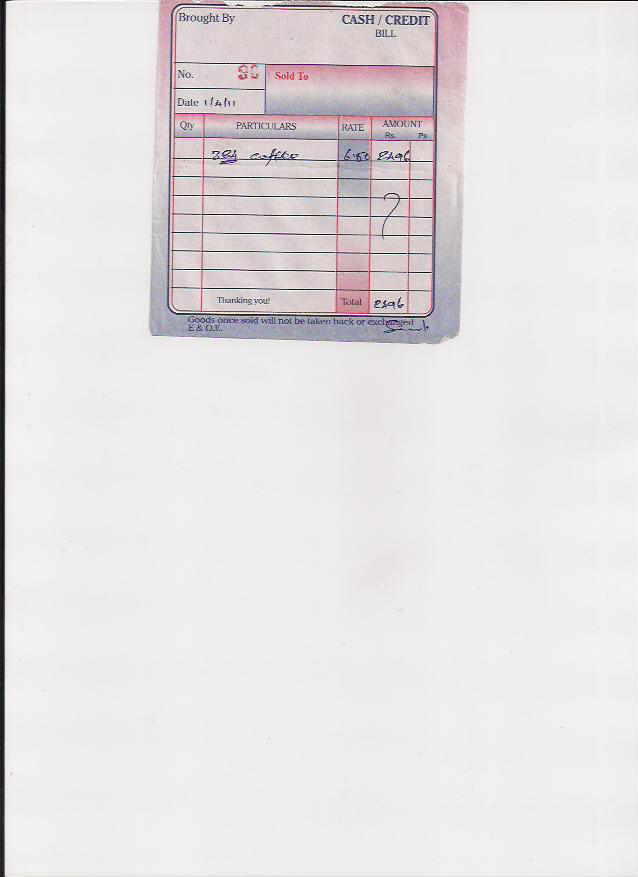 Brought By
CASH / CREDIT
BILL
No.
Sold To
Date 1/4/11
Qty PARTICULARS RATE AMOUNT
Rs. Ps.
384 coffee 6.50 2496
Thanking you! Total 2496
Goods once sold will not be taken back or exchanged
E & O.E.